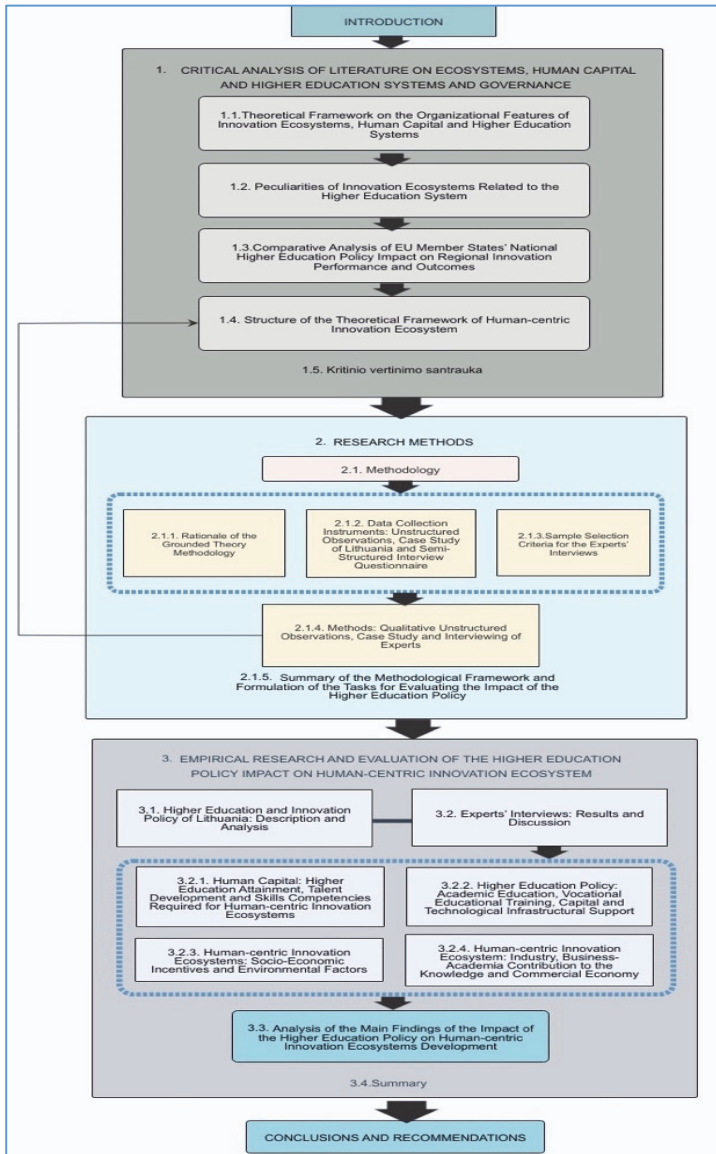 INTRODUCTION
1. CRITICAL ANALYSIS OF LITERATURE ON ECOSYSTEMS, HUMAN CAPITAL
AND HIGHER EDUCATION SYSTEMS AND GOVERNANCE
1.1.Theoretical Framework on the Organizational Features of
Innovation Ecosystems, Human Capital and Higher Education
Systems
1.2. Peculiarities of Innovation Ecosystems Related to the
Higher Education System
1.3.Comparative Analysis of EU Member States' National
Higher Education Policy Impact on Regional Innovation
Performance and Outcomes
1.4. Structure of the Theoretical Framework of Human-centric
Innovation Ecosystem
1.5. Kritinio vertinimo santrauka
2. RESEARCH METHODS
2.1. Methodology
2.1.1. Rationale of the
Grounded Theory
Methodology
2.1.2. Data Collection
Instruments: Unstructured
Observations, Case Study
of Lithuania and Semi-
Structured Interview
Questionnaire
2.1.3.Sample Selection
Criteria for the Experts'
Interviews
2.1.4. Methods: Qualitative Unstructured
Observations, Case Study and Interviewing of
Experts
2.1.5. Summary of the Methodological Framework and
Formulation of the Tasks for Evaluating the Impact of the
Higher Education Policy
3. EMPIRICAL RESEARCH AND EVALUATION OF THE HIGHER EDUCATION
POLICY IMPACT ON HUMAN-CENTRIC INNOVATION ECOSYSTEM
3.1. Higher Education and Innovation
Policy of Lithuania: Description and
Analysis
3.2. Experts' Interviews: Results and
Discussion
3.2.1. Human Capital: Higher
Education Attainment, Talent
Development and Skills Competencies
Required for Human-centric Innovation
Ecosystems
3.2.2. Higher Education Policy:
Academic Education, Vocational
Educational Training, Capital and
Technological Infrastructural Support
3.2.3. Human-centric Innovation
Ecosystems: Socio-Economic
Incentives and Environmental Factors
3.2.4. Human-centric Innovation
Ecosystem: Industry, Business-
Academia Contribution to the
Knowledge and Commercial Economy
3.3. Analysis of the Main Findings of the Impact of
the Higher Education Policy on Human-centric
Innovation Ecosystems Development
3.4.Summary
CONCLUSIONS AND RECOMMENDATIONS